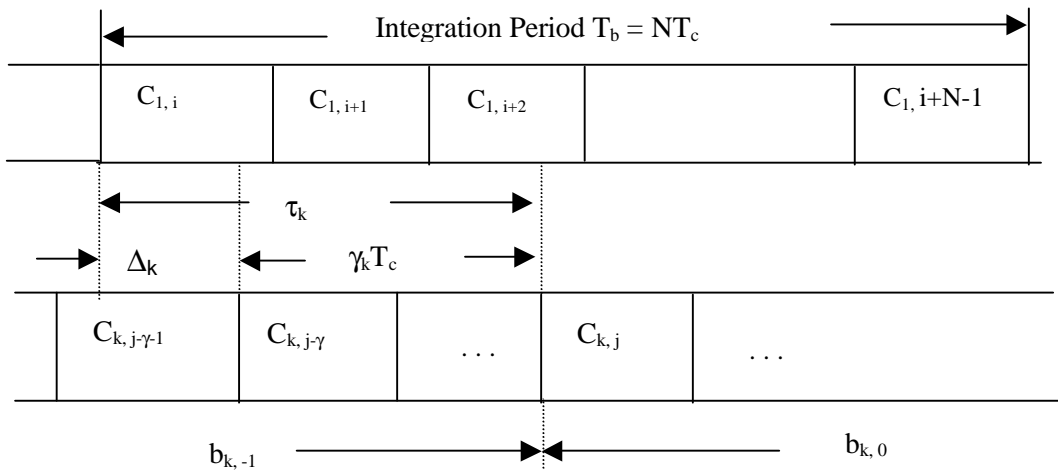 Integration Period T_b = NT_c
C_1, i
C_1, i+1
C_1, i+2
C_1, i+N-1
τ_k
Δ_k
γ_kT_c
C_k, j-γ-1
C_k, j-γ
. . .
C_k, j
. . .
b_k, -1
b_k, 0